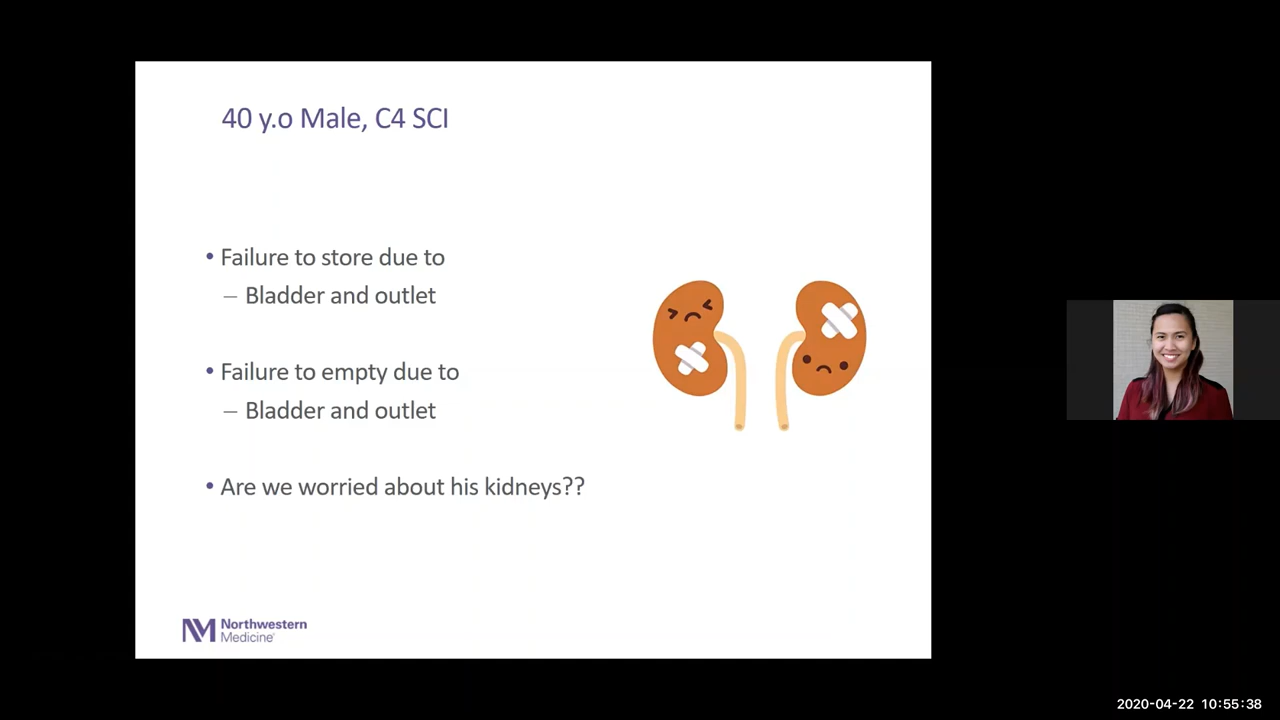 40 y.o Male, C4 SCI
• Failure to store due to
– Bladder and outlet
• Failure to empty due to
– Bladder and outlet
• Are we worried about his kidneys??
NM Northwestern
Medicine®
2020-04-22 10:55:38